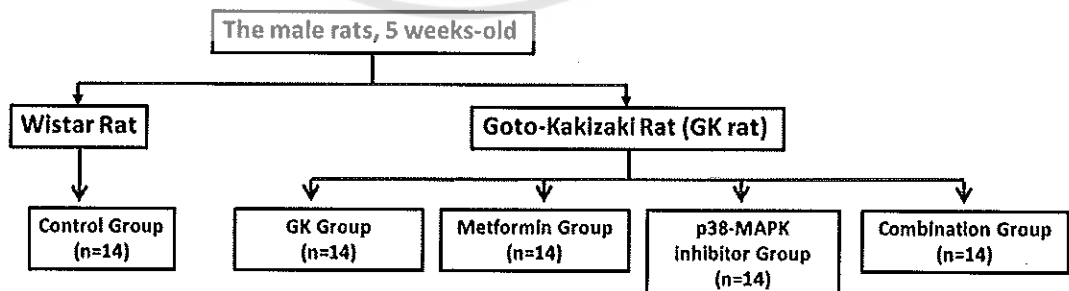 The male rats, 5 weeks-old
Wistar Rat
Goto-Kakizaki Rat (GK rat)
Control Group
(n=14)
GK Group
(n=14)
Metformin Group
(n=14)
p38-MAPK
inhibitor Group
(n=14)
Combination Group
(n=14)